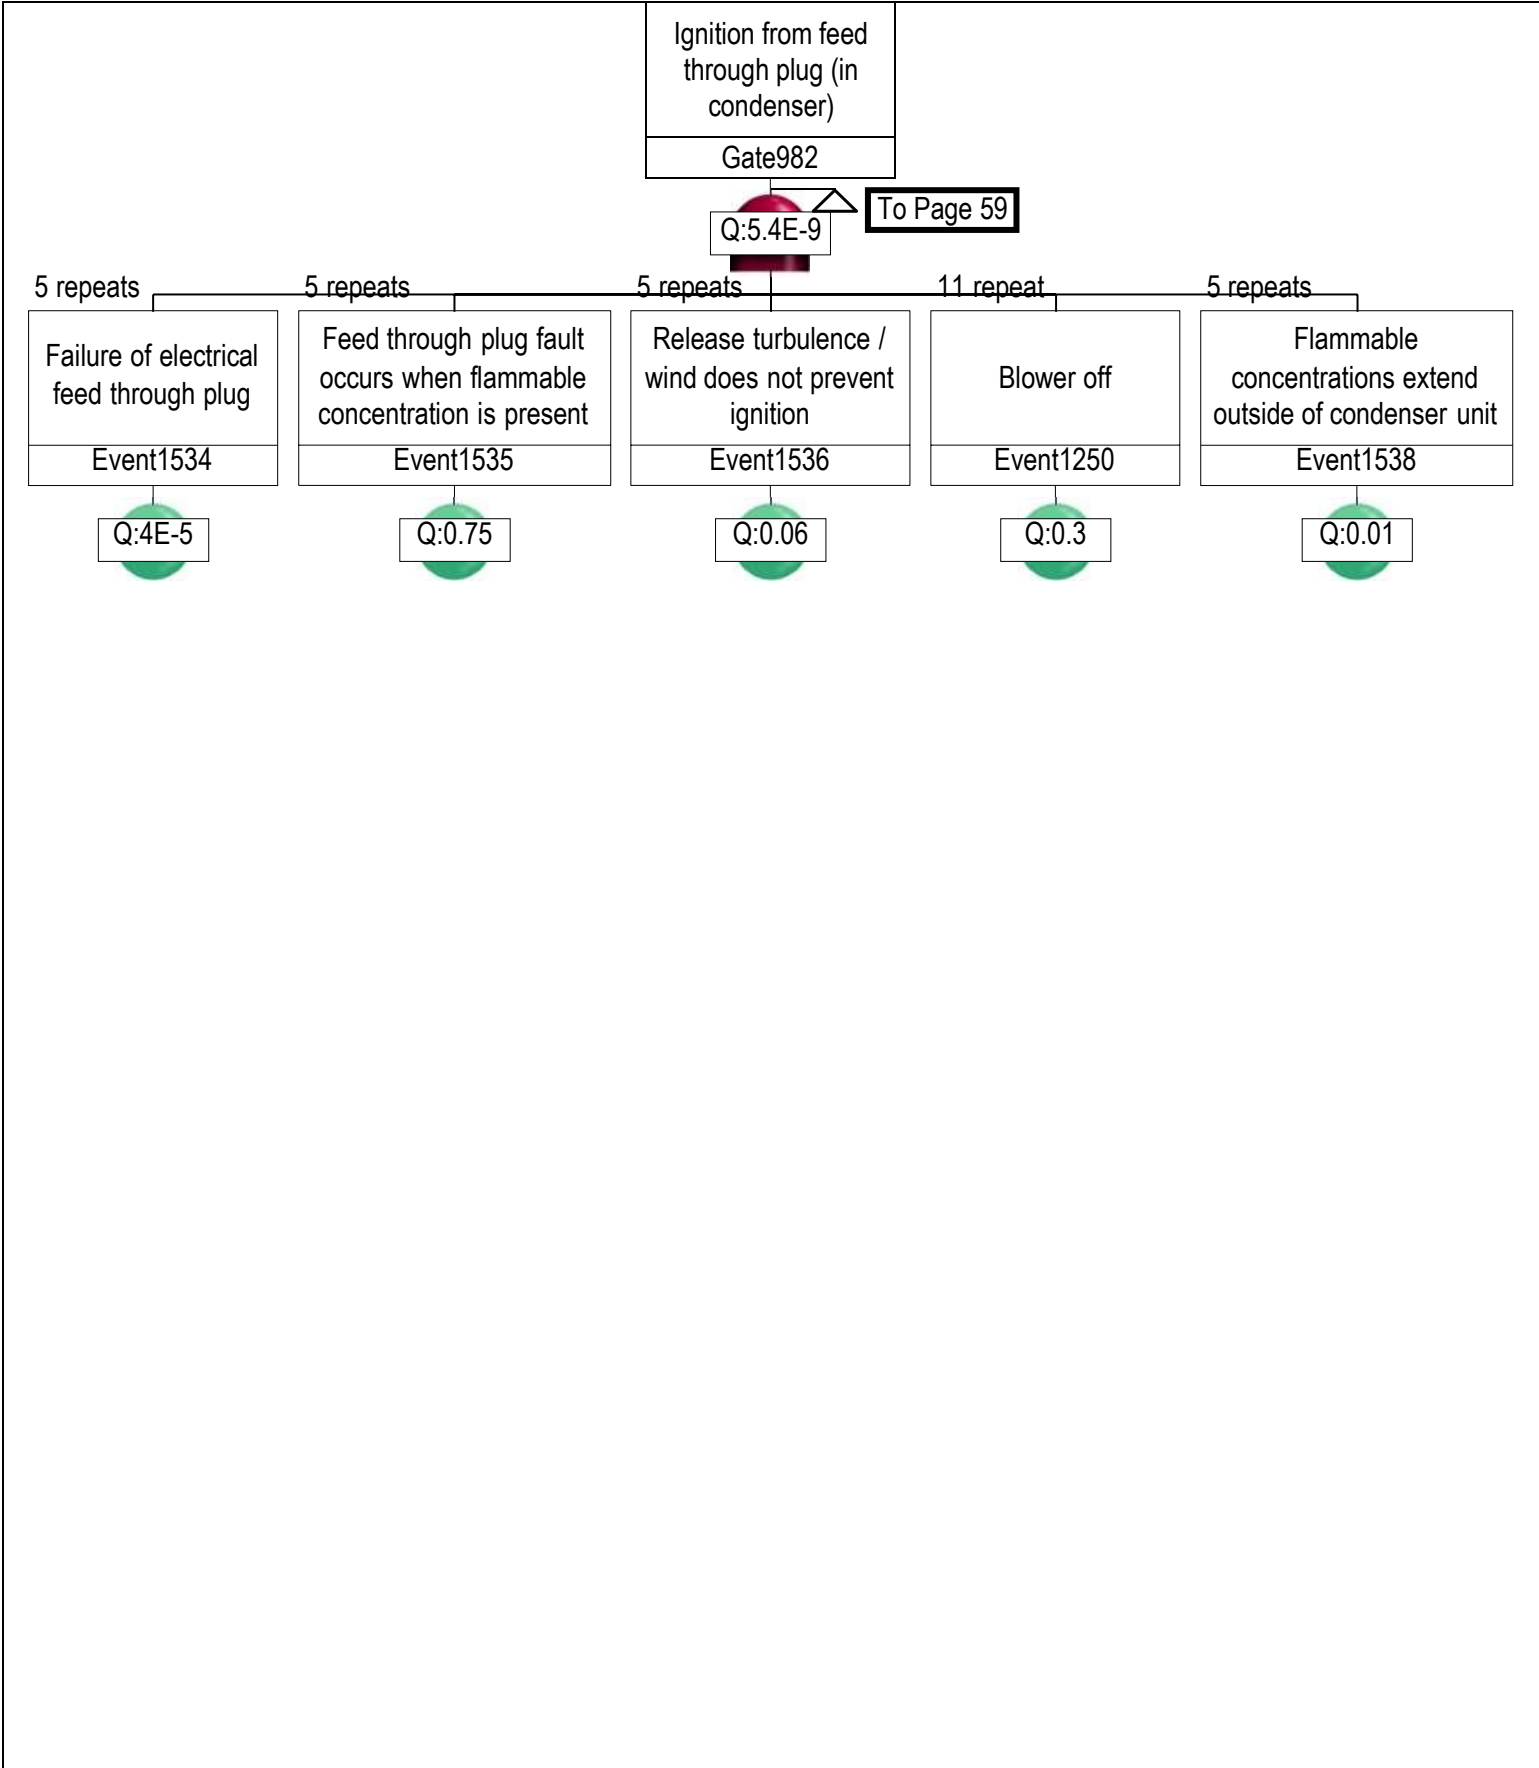 Ignition from feed
through plug (in
condenser)
Gate982
To Page 59
Q:5.4E-9
5 repeats
5 repeats
5 repeats
11 repeat
5 repeats
Failure of electrical
feed through plug
Event1534
Q:4E-5
Feed through plug fault
occurs when flammable
concentration is present
Event1535
Q:0.75
Release turbulence /
wind does not prevent
ignition
Event1536
Q:0.06
Blower off
Event1250
Q:0.3
Flammable
concentrations extend
outside of condenser unit
Event1538
Q:0.01